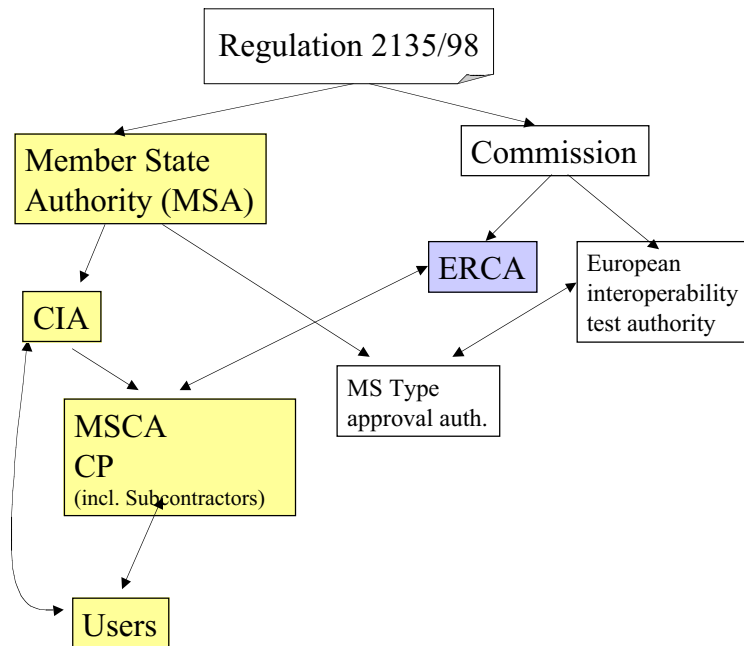 Regulation 2135/98
Member State
Authority (MSA)
Commission
ERCA
European
interoperability
test authority
CIA
MS Type
approval auth.
MSCA
CP
(incl. Subcontractors)
Users